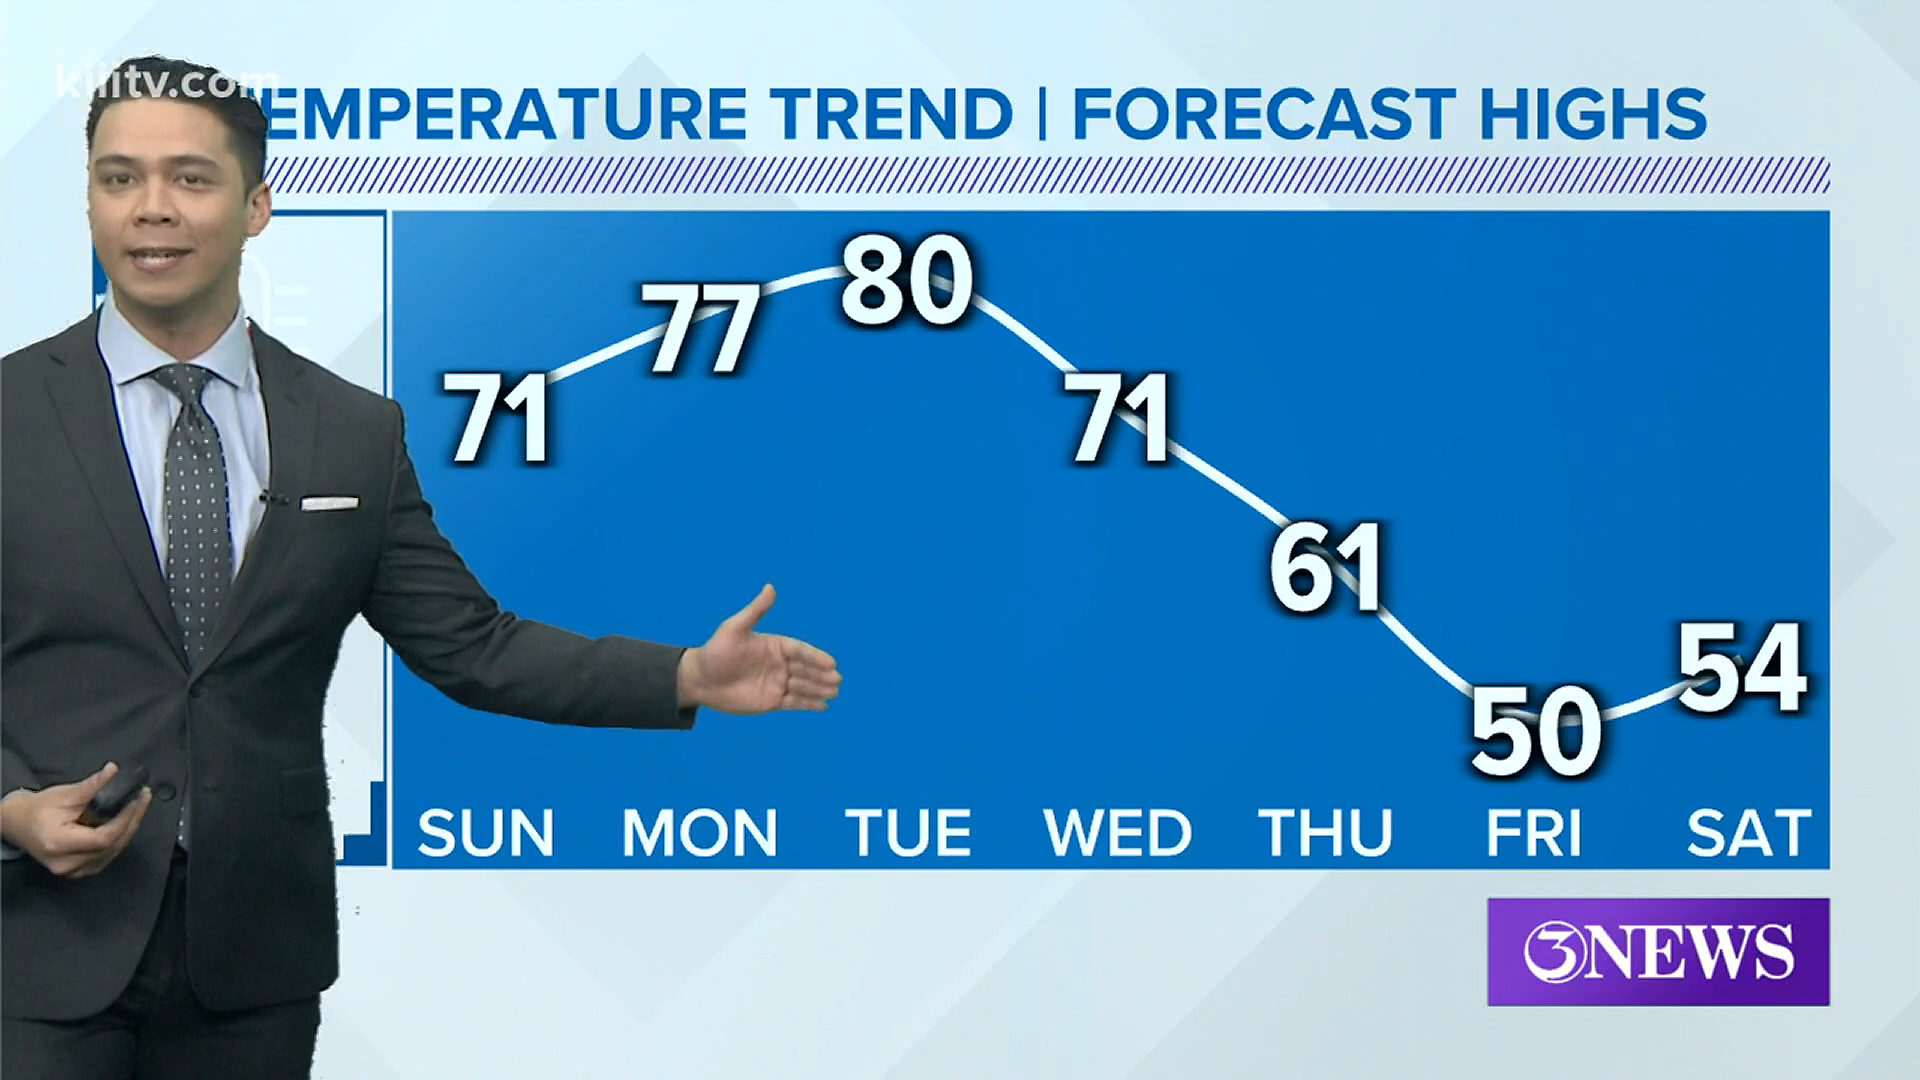 kiiitv.com
EMPERATURE TREND | FORECAST HIGHS
71 77 80 71 61 50 54
SUN MON TUE WED THU FRI SAT
3NEWS